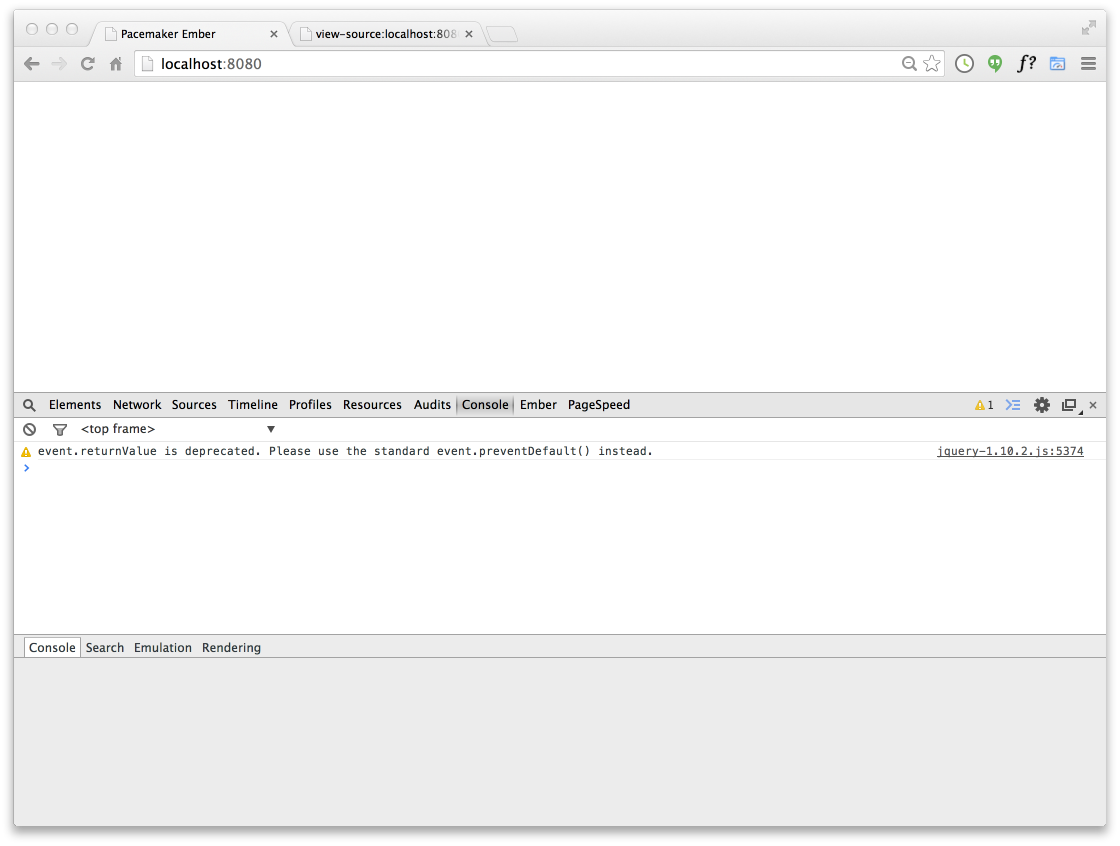 Pacemaker Ember
view-source:localhost:808
localhost:8080
f?
Elements Network Sources Timeline Profiles Resources Audits Console Ember PageSpeed 1
<top frame>
event.returnValue is deprecated. Please use the standard event.preventDefault() instead. jquery-1.10.2.js:5374
Console Search Emulation Rendering